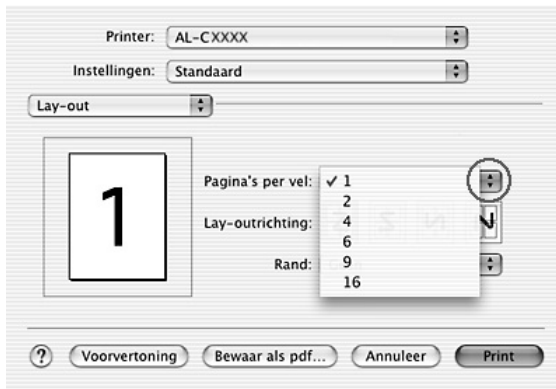 Printer: AL-CXXXX
Instellingen: Standaard
Lay-out
1
Pagina's per vel: ✓ 1
2
Lay-outrichting: 4
6
Rand: 9
16
? Voorvertoning Bewaar als pdf... Annuleer Print